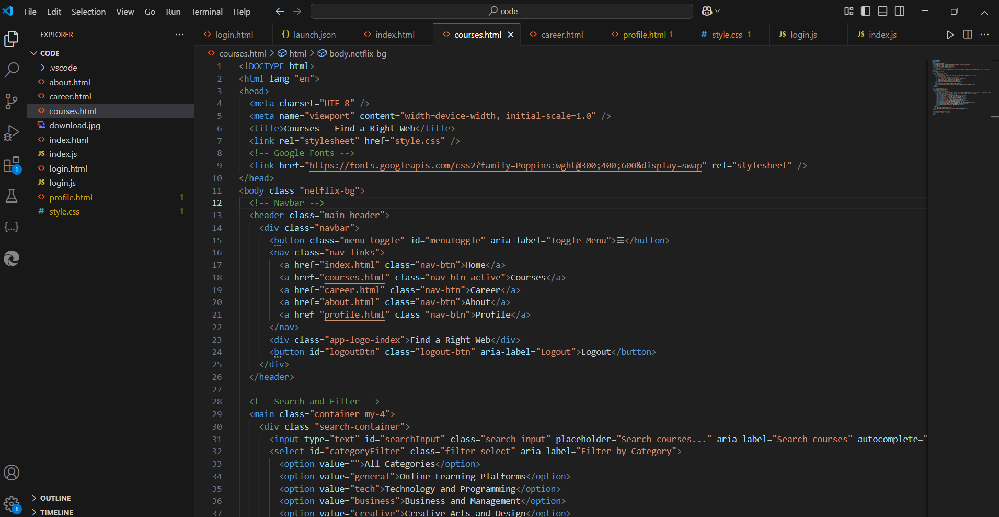 File Edit Selection View Go Run Terminal Help
code
EXPLORER
CODE
.vscode
about.html
career.html
courses.html
download.jpg
index.html
JS index.js
login.html
JS login.js
profile.html 1
# style.css 1
OUTLINE
TIMELINE
1
1
login.html
{} launch.json
index.html
courses.html
career.html
profile.html 1
# style.css 1
JS login.js
JS index.js
courses.html > html > body.netflix-bg
1 <!DOCTYPE html>
2 <html lang="en">
3 <head>
4 <meta charset="UTF-8" />
5 <meta name="viewport" content="width=device-width, initial-scale=1.0" />
6 <title>Courses - Find a Right Web</title>
7 <link rel="stylesheet" href="style.css" />
8 <!-- Google Fonts -->
9 <link href="https://fonts.googleapis.com/css2?family=Poppins:wght@300;400;600&display=swap" rel="stylesheet" />
10 </head>
11 <body class="netflix-bg">
12 <!-- Navbar -->
13 <header class="main-header">
14 <div class="navbar">
15 <button class="menu-toggle" id="menuToggle" aria-label="Toggle Menu">☰</button>
16 <nav class="nav-links">
17 <a href="index.html" class="nav-btn">Home</a>
18 <a href="courses.html" class="nav-btn active">Courses</a>
19 <a href="career.html" class="nav-btn">Career</a>
20 <a href="about.html" class="nav-btn">About</a>
21 <a href="profile.html" class="nav-btn">Profile</a>
22 </nav>
23 <div class="app-logo-index">Find a Right Web</div>
24 <button id="logoutBtn" class="logout-btn" aria-label="Logout">Logout</button>
25 </div>
26 </header>
27
28 <!-- Search and Filter -->
29 <main class="container my-4">
30 <div class="search-container">
31 <input type="text" id="searchInput" class="search-input" placeholder="Search courses..." aria-label="Search courses" autocomplete="
32 <select id="categoryFilter" class="filter-select" aria-label="Filter by Category">
33 <option value="">All Categories</option>
34 <option value="general">Online Learning Platforms</option>
35 <option value="tech">Technology and Programming</option>
36 <option value="business">Business and Management</option>
37 <option value="creative">Creative Arts and Design</option>